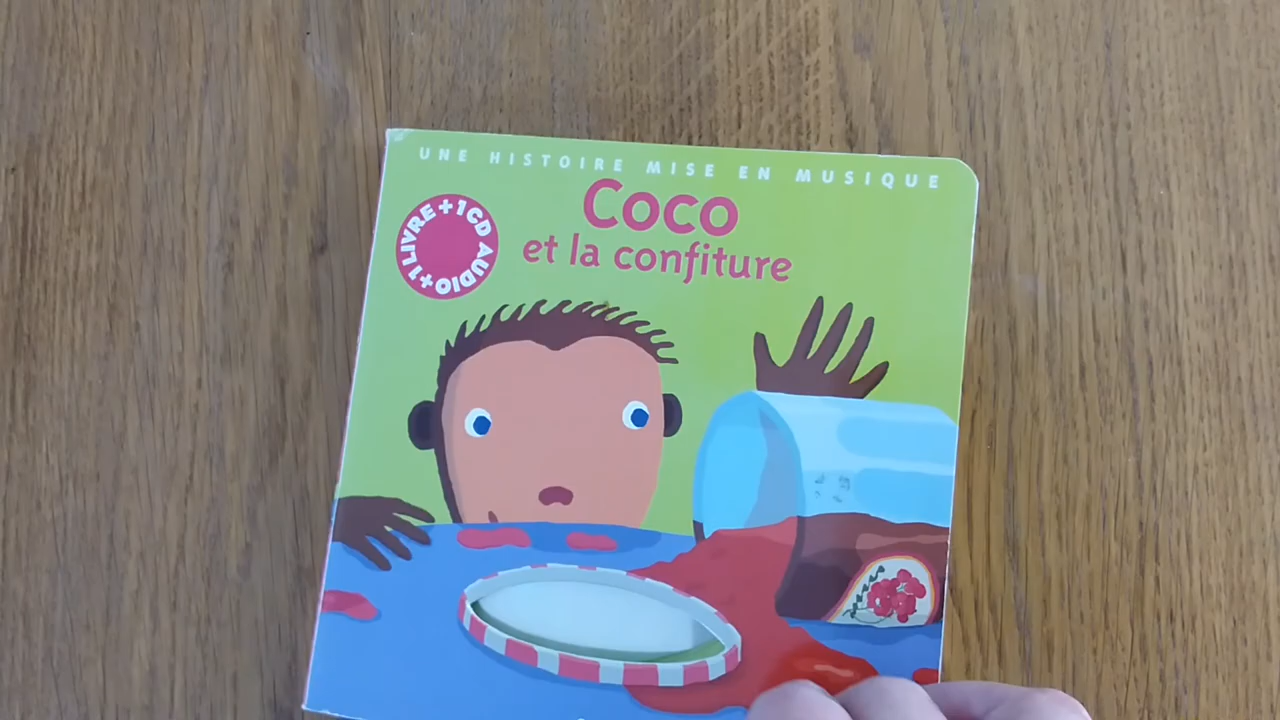 UNE HISTOIRE MISE EN MUSIQUE
Coco
et la confiture
1 LIVRE + 1 CD AUDIO +